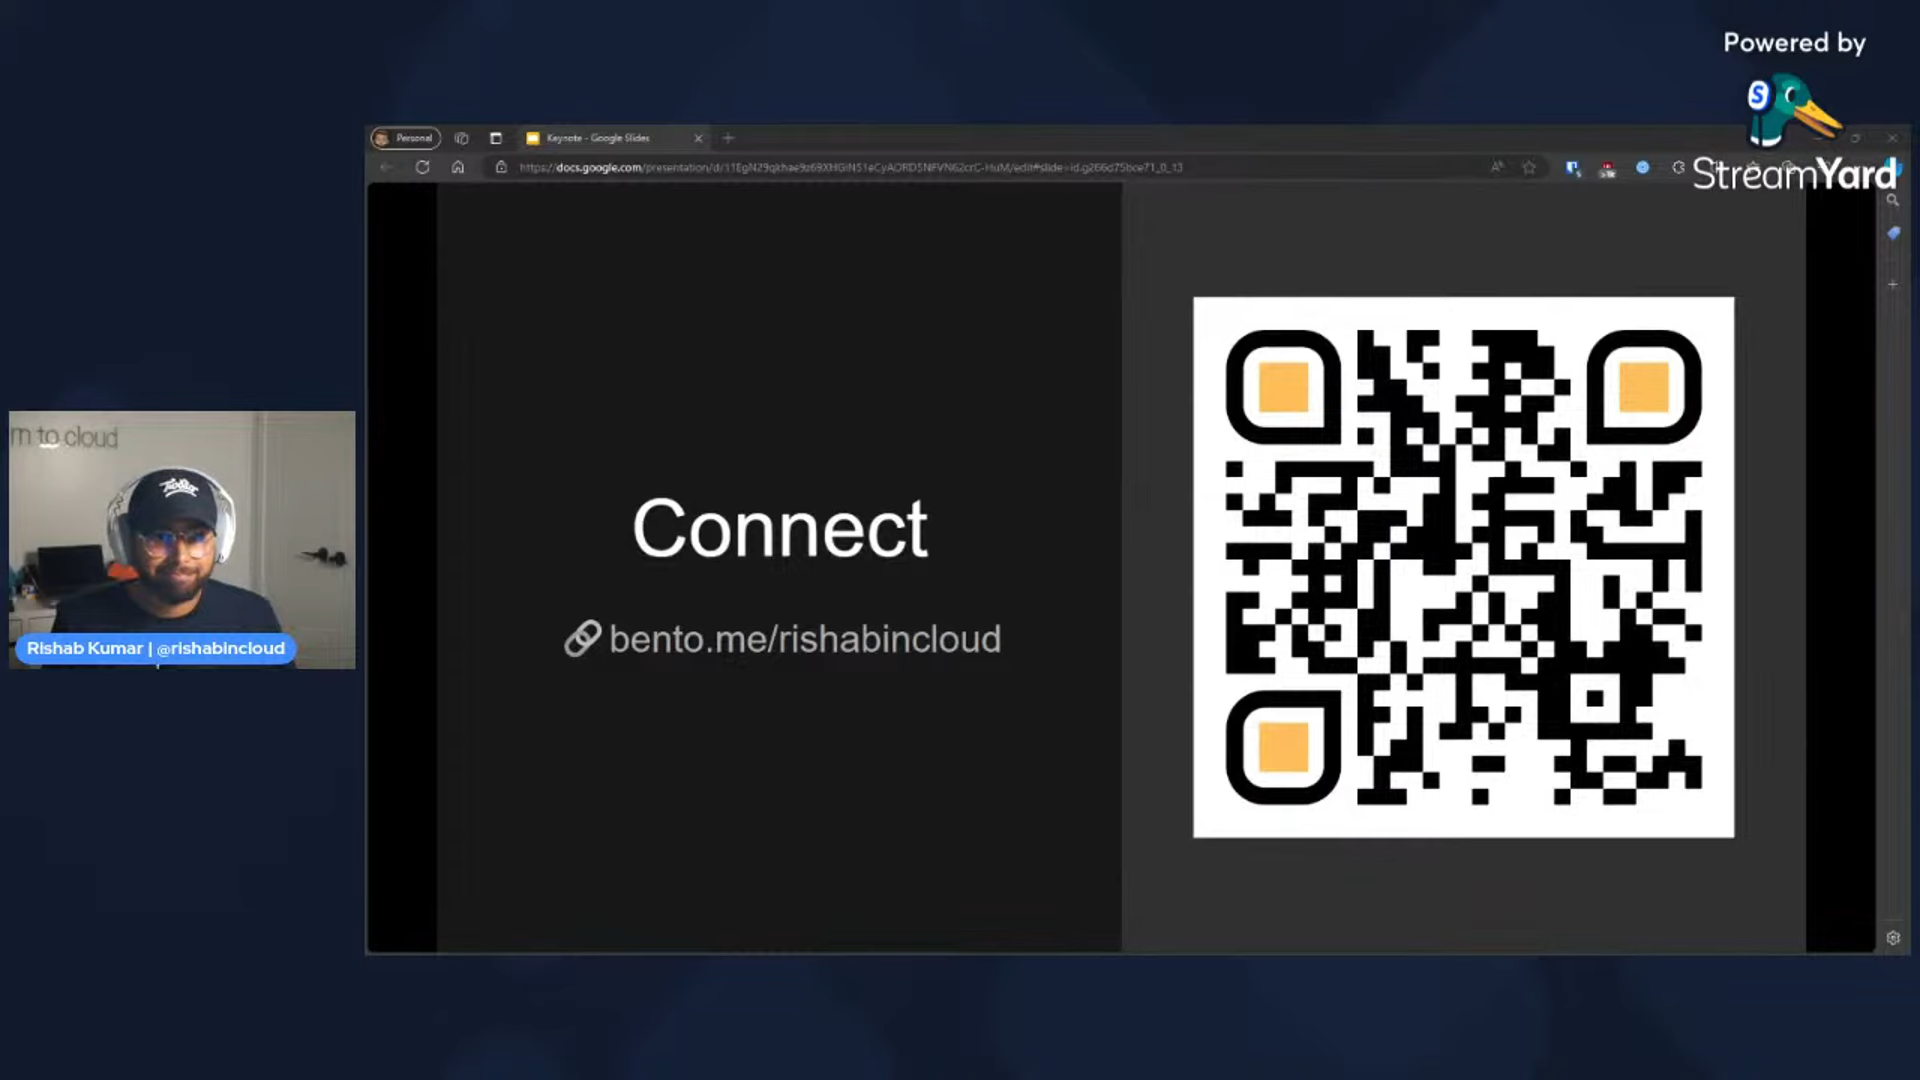 Powered by
StreamYard
Personal
Keynote - Google Slides
m to cloud
Rishab Kumar | @rishabincloud
Connect
bento.me/rishabincloud